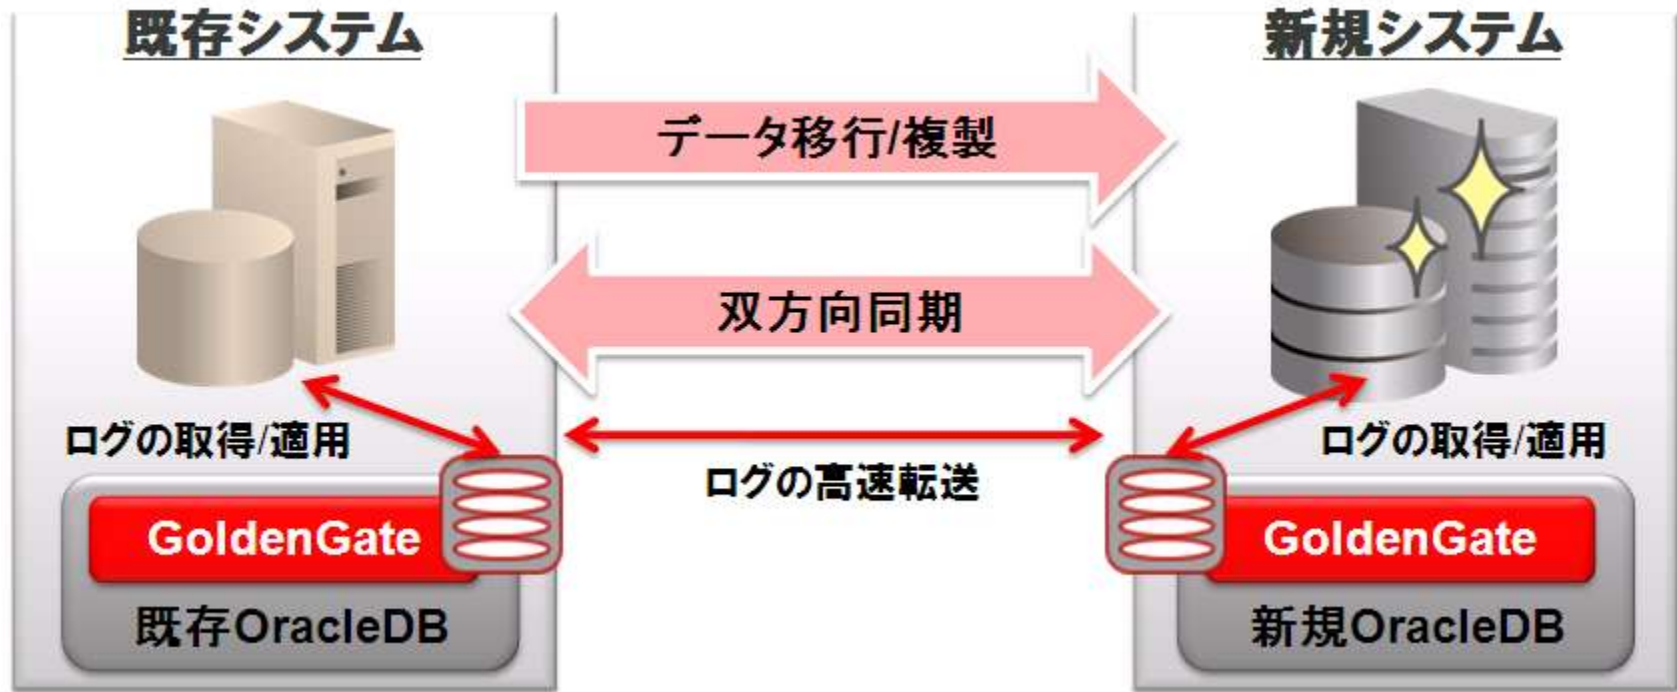 既存システム
新規システム
データ移行/複製
双方向同期
ログの取得/適用
ログの高速転送
ログの取得/適用
GoldenGate
既存OracleDB
GoldenGate
新規OracleDB